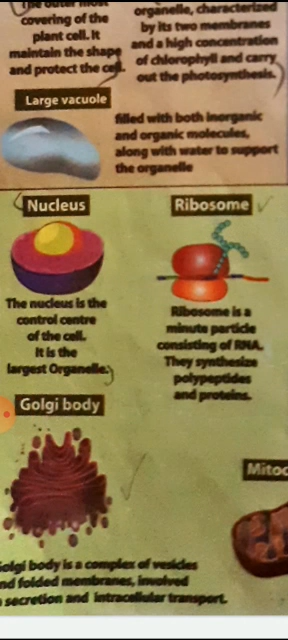 The outer most
covering of the
plant cell. It
maintain the shape
and protect the cell.
organelle, characterized
by its two membranes
and a high concentration
of chlorophyll and carry
out the photosynthesis.
Large vacuole
filled with both inorganic
and organic molecules,
along with water to support
the organelle
Nucleus
The nucleus is the
control centre
of the cell.
It is the
largest Organelle.
Ribosome
Ribosome is a
minute particle
consisting of RNA.
They synthesize
polypeptides
and proteins.
Golgi body
Golgi body is a complex of vesicles
and folded membranes, involved
secretion and intracellular transport.
Mitoc